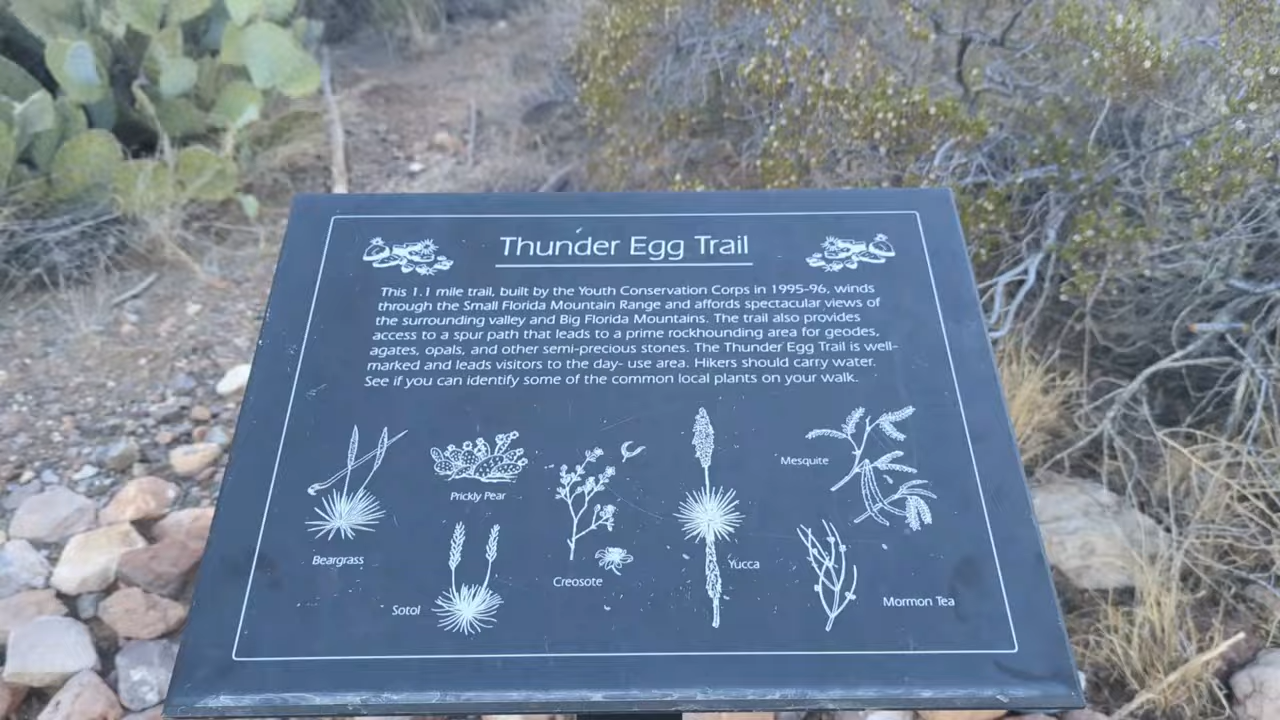 Thunder Egg Trail
This 1.1 mile trail, built by the Youth Conservation Corps in 1995-96, winds
through the Small Florida Mountain Range and affords spectacular views of
the surrounding valley and Big Florida Mountains. The trail also provides
access to a spur path that leads to a prime rockhounding area for geodes,
agates, opals, and other semi-precious stones. The Thunder Egg Trail is well-
marked and leads visitors to the day- use area. Hikers should carry water.
See if you can identify some of the common local plants on your walk.
Mesquite
Prickly Pear
Beargrass
Yucca
Creosote
Mormon Tea
Sotol